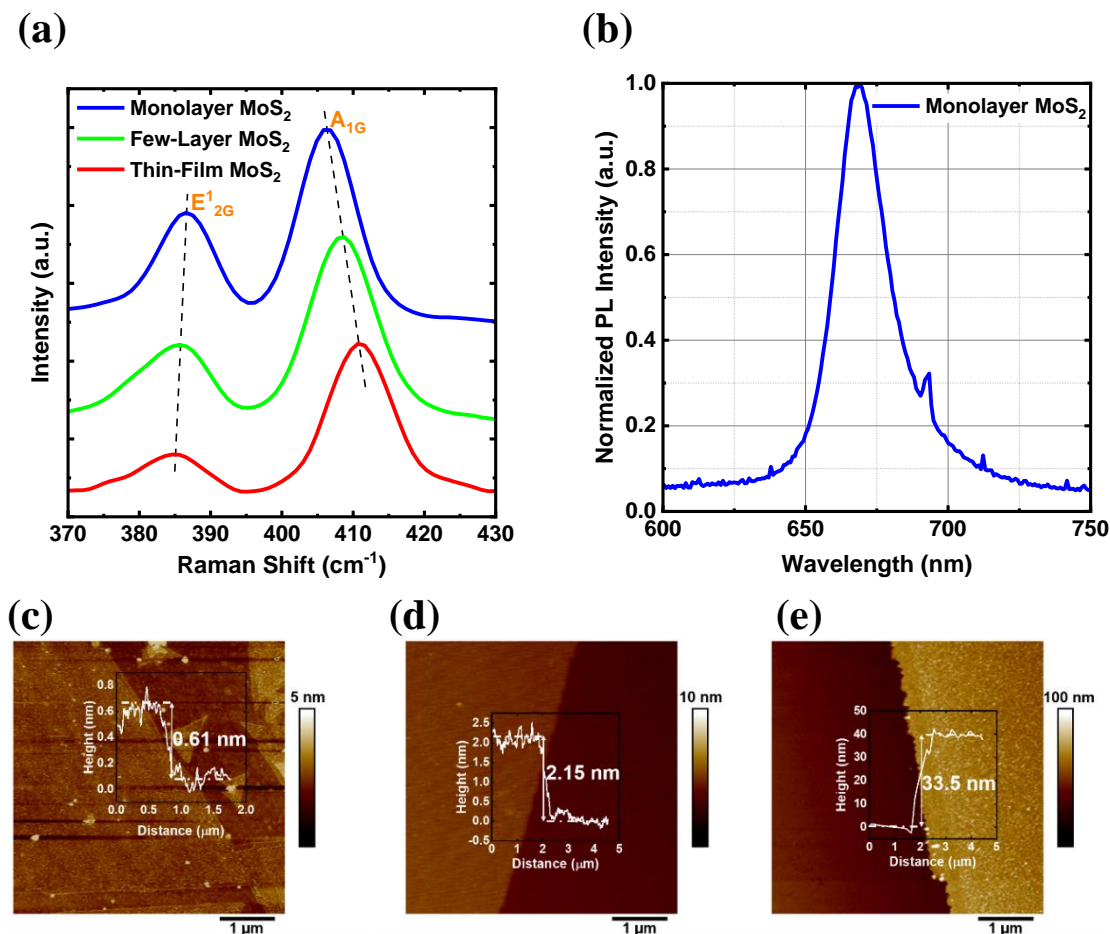 (a)
Monolayer MoS₂
Few-Layer MoS₂
Thin-Film MoS₂
A₁G
E¹₂G
Intensity (a.u.)
370 380 390 400 410 420 430
Raman Shift (cm⁻¹)
(b)
Monolayer MoS₂
Normalized PL Intensity (a.u.)
1.0
0.8
0.6
0.4
0.2
0.0
600 650 700 750
Wavelength (nm)
(c)
5 nm
Height (nm)
0.8
0.6
0.4
0.2
0.0
0.61 nm
0.0 0.5 1.0 1.5 2.0
Distance (μm)
1 μm
(d)
10 nm
Height (nm)
2.5
2.0
1.5
1.0
0.5
0.0
-0.5
2.15 nm
0 1 2 3 4 5
Distance (μm)
1 μm
(e)
100 nm
Height (nm)
50
40
30
20
10
0
33.5 nm
0 1 2 3 4 5
Distance (μm)
1 μm